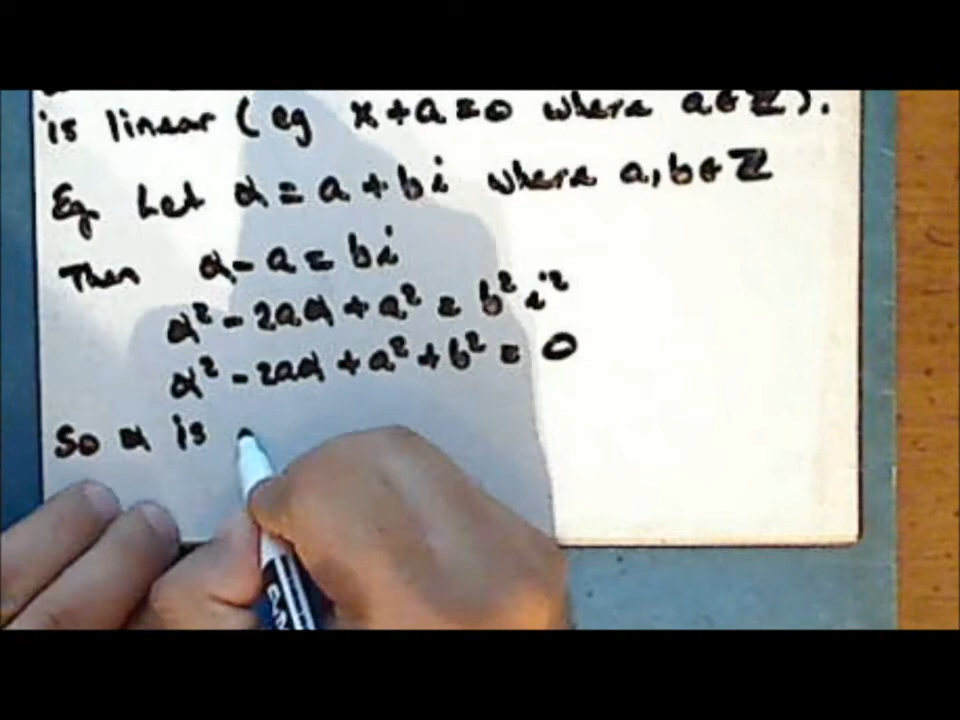 is linear (eg x+a=0 where a∈ℤ).
Eg. Let α = a + bi where a,b∈ℤ
Then α - a = bi
α² - 2aα + a² = b²i²
α² - 2aα + a² + b² = 0
So α is